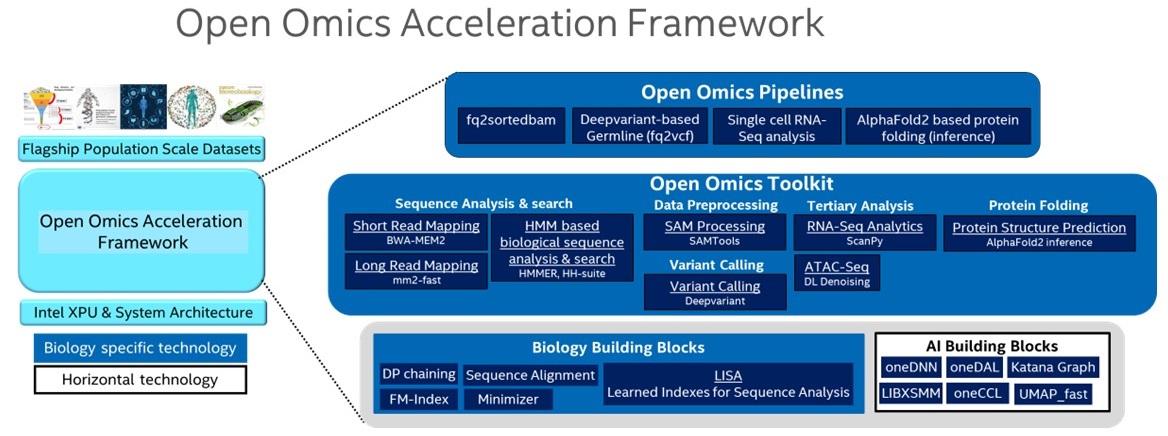 Open Omics Acceleration Framework
Flagship Population Scale Datasets
Open Omics Acceleration
Framework
Intel XPU & System Architecture
Biology specific technology
Horizontal technology
Open Omics Pipelines
fq2sortedbam
Deepvariant-based
Germline (fq2vcf)
Single cell RNA-
Seq analysis
AlphaFold2 based protein
folding (inference)
Open Omics Toolkit
Sequence Analysis & search
Short Read Mapping
BWA-MEM2
Long Read Mapping
mm2-fast
HMM based
biological sequence
analysis & search
HMMER, HH-suite
Data Preprocessing
SAM Processing
SAMTools
Variant Calling
Variant Calling
Deepvariant
Tertiary Analysis
RNA-Seq Analytics
ScanPy
ATAC-Seq
DL Denoising
Protein Folding
Protein Structure Prediction
AlphaFold2 inference
Biology Building Blocks
DP chaining
Sequence Alignment
FM-Index
Minimizer
LISA
Learned Indexes for Sequence Analysis
AI Building Blocks
oneDNN
oneDAL
Katana Graph
LIBXSMM
oneCCL
UMAP_fast